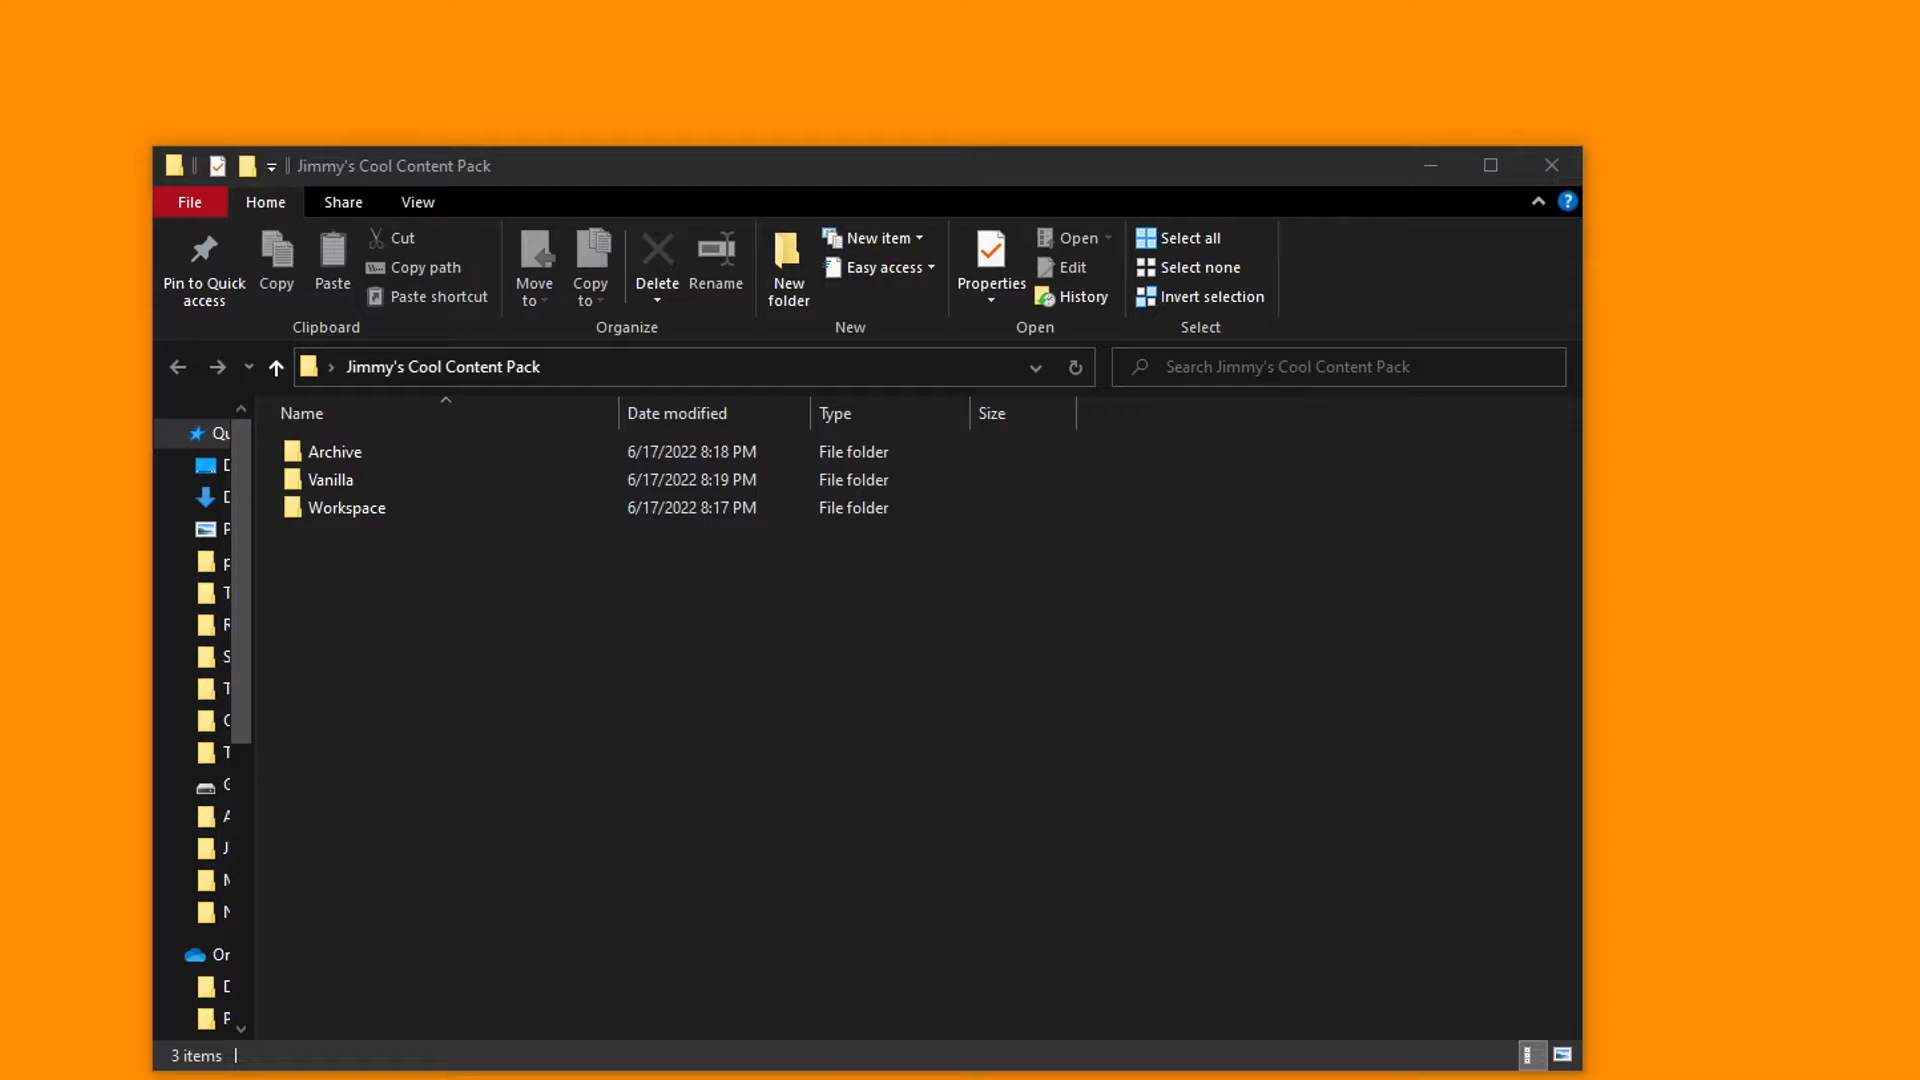 Jimmy's Cool Content Pack
File Home Share View
Pin to Quick access
Copy
Paste
Cut
Copy path
Paste shortcut
Clipboard
Move to
Copy to
Delete
Rename
Organize
New folder
New item
Easy access
New
Properties
Open
Edit
History
Open
Select all
Select none
Invert selection
Select
Jimmy's Cool Content Pack
Search Jimmy's Cool Content Pack
Name Date modified Type Size
Archive 6/17/2022 8:18 PM File folder
Vanilla 6/17/2022 8:19 PM File folder
Workspace 6/17/2022 8:17 PM File folder
Qu
D
D
P
p
T
R
S
T
T
A
J
M
N
Or
D
P
3 items